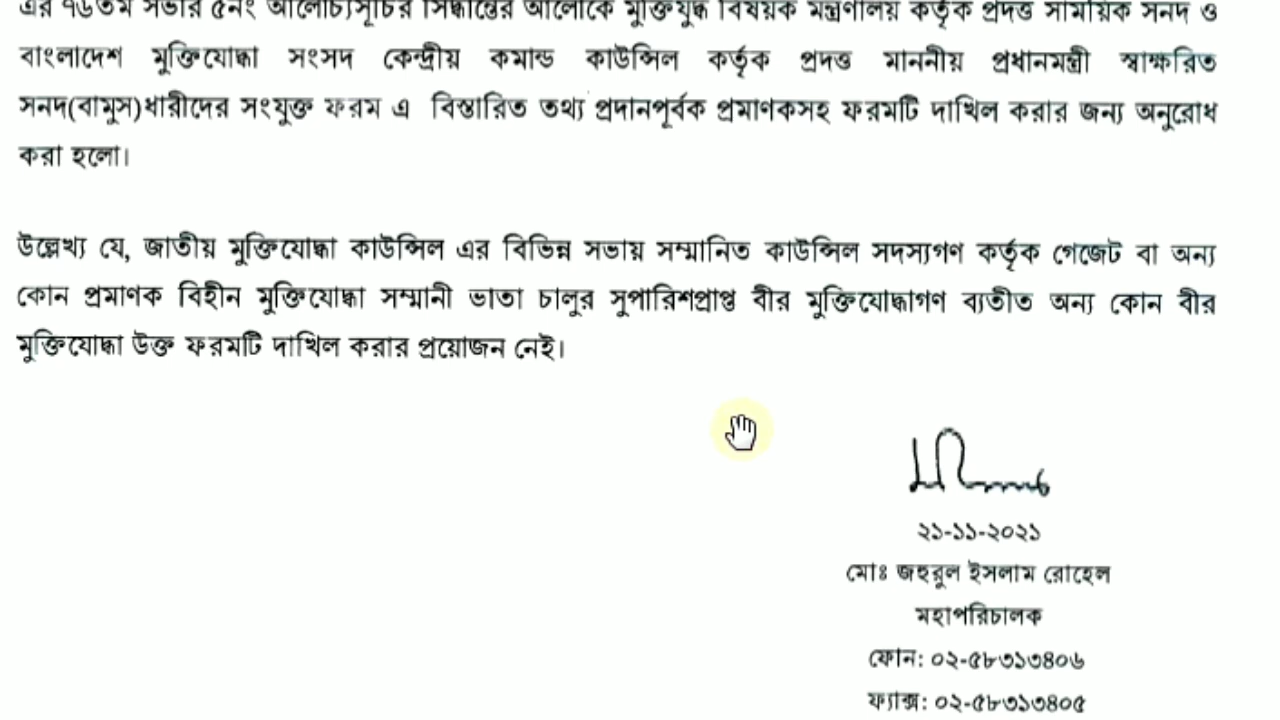 এর ৭৬তম সভার ৫নং আলোচ্যসূচির সিদ্ধান্তের আলোকে মুক্তিযুদ্ধ বিষয়ক মন্ত্রণালয় কর্তৃক প্রদত্ত সাময়িক সনদ ও
বাংলাদেশ মুক্তিযোদ্ধা সংসদ কেন্দ্রীয় কমান্ড কাউন্সিল কর্তৃক প্রদত্ত মাননীয় প্রধানমন্ত্রী স্বাক্ষরিত
সনদ(বামুস)ধারীদের সংযুক্ত ফরম এ বিস্তারিত তথ্য প্রদানপূর্বক প্রমাণকসহ ফরমটি দাখিল করার জন্য অনুরোধ
করা হলো।
উল্লেখ্য যে, জাতীয় মুক্তিযোদ্ধা কাউন্সিল এর বিভিন্ন সভায় সম্মানিত কাউন্সিল সদস্যগণ কর্তৃক গেজেট বা অন্য
কোন প্রমাণক বিহীন মুক্তিযোদ্ধা সম্মানী ভাতা চালুর সুপারিশপ্রাপ্ত বীর মুক্তিযোদ্ধাগণ ব্যতীত অন্য কোন বীর
মুক্তিযোদ্ধা উক্ত ফরমটি দাখিল করার প্রয়োজন নেই।
২১-১১-২০২১
মোঃ জহুরুল ইসলাম রোহেল
মহাপরিচালক
ফোন: ০২-৫৮৩১৩৪০৬
ফ্যাক্স: ০২-৫৮৩১৩৪০৫